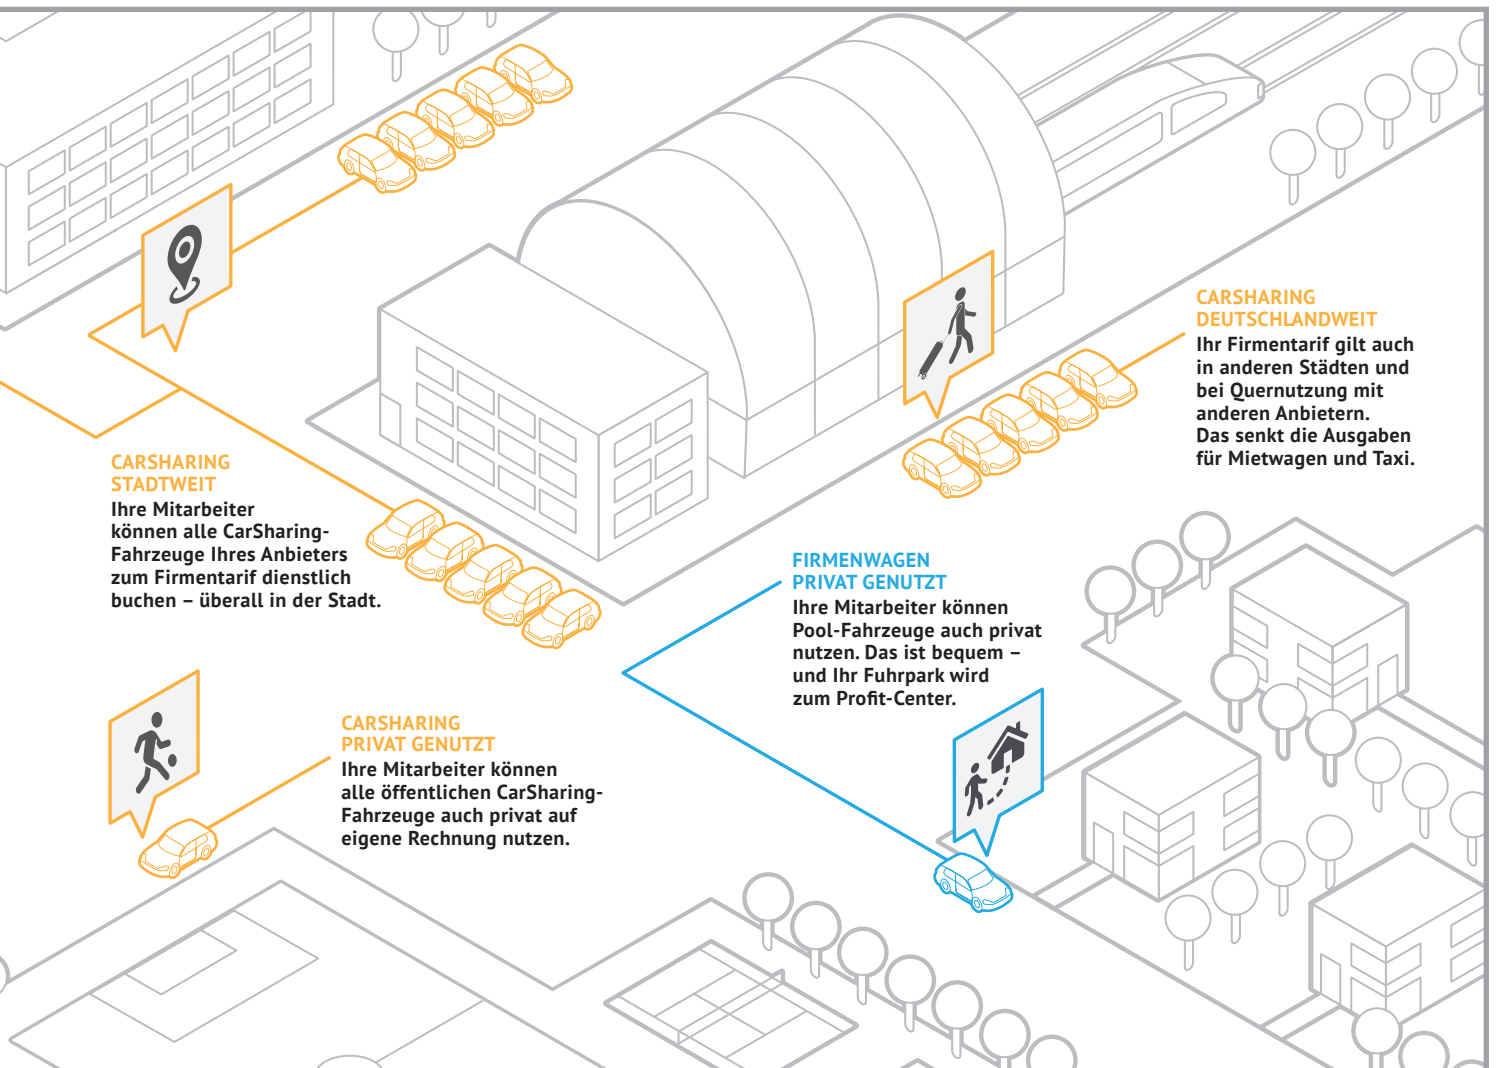 CARSHARING
DEUTSCHLANDWEIT
Ihr Firmentarif gilt auch
in anderen Städten und
bei Quernutzung mit
anderen Anbietern.
Das senkt die Ausgaben
für Mietwagen und Taxi.
CARSHARING
STADTWEIT
Ihre Mitarbeiter
können alle CarSharing-
Fahrzeuge Ihres Anbieters
zum Firmentarif dienstlich
buchen – überall in der Stadt.
FIRMENWAGEN
PRIVAT GENUTZT
Ihre Mitarbeiter können
Pool-Fahrzeuge auch privat
nutzen. Das ist bequem –
und Ihr Fuhrpark wird
zum Profit-Center.
CARSHARING
PRIVAT GENUTZT
Ihre Mitarbeiter können
alle öffentlichen CarSharing-
Fahrzeuge auch privat auf
eigene Rechnung nutzen.